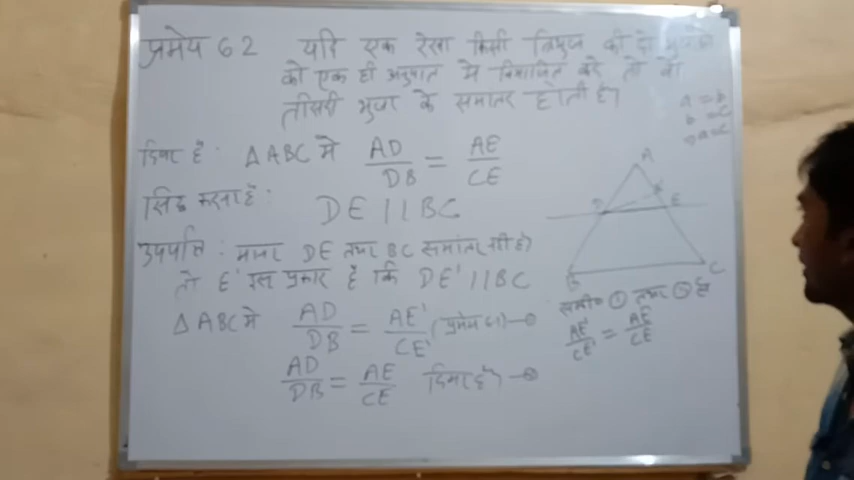 प्रमेय 6.2 यदि एक रेखा किसी त्रिभुज की दो भुजाओं
को एक ही अनुपात में विभाजित करे तो वो
तीसरी भुजा के समांतर होती है।
दिया है: ΔABC में AD/DB = AE/CE
सिद्ध करना है: DE || BC
उपपत्ति: माना DE तथा BC समांतर नहीं है
तो E' इस प्रकार है कि DE' || BC
ΔABC में AD/DB = AE'/CE' (प्रमेय 6.1) —①
AD/DB = AE/CE दिया है —②
a = b
b = c
a = c
A
D
E
B
C
समी० ① तथा ② से
AE'/CE' = AE/CE